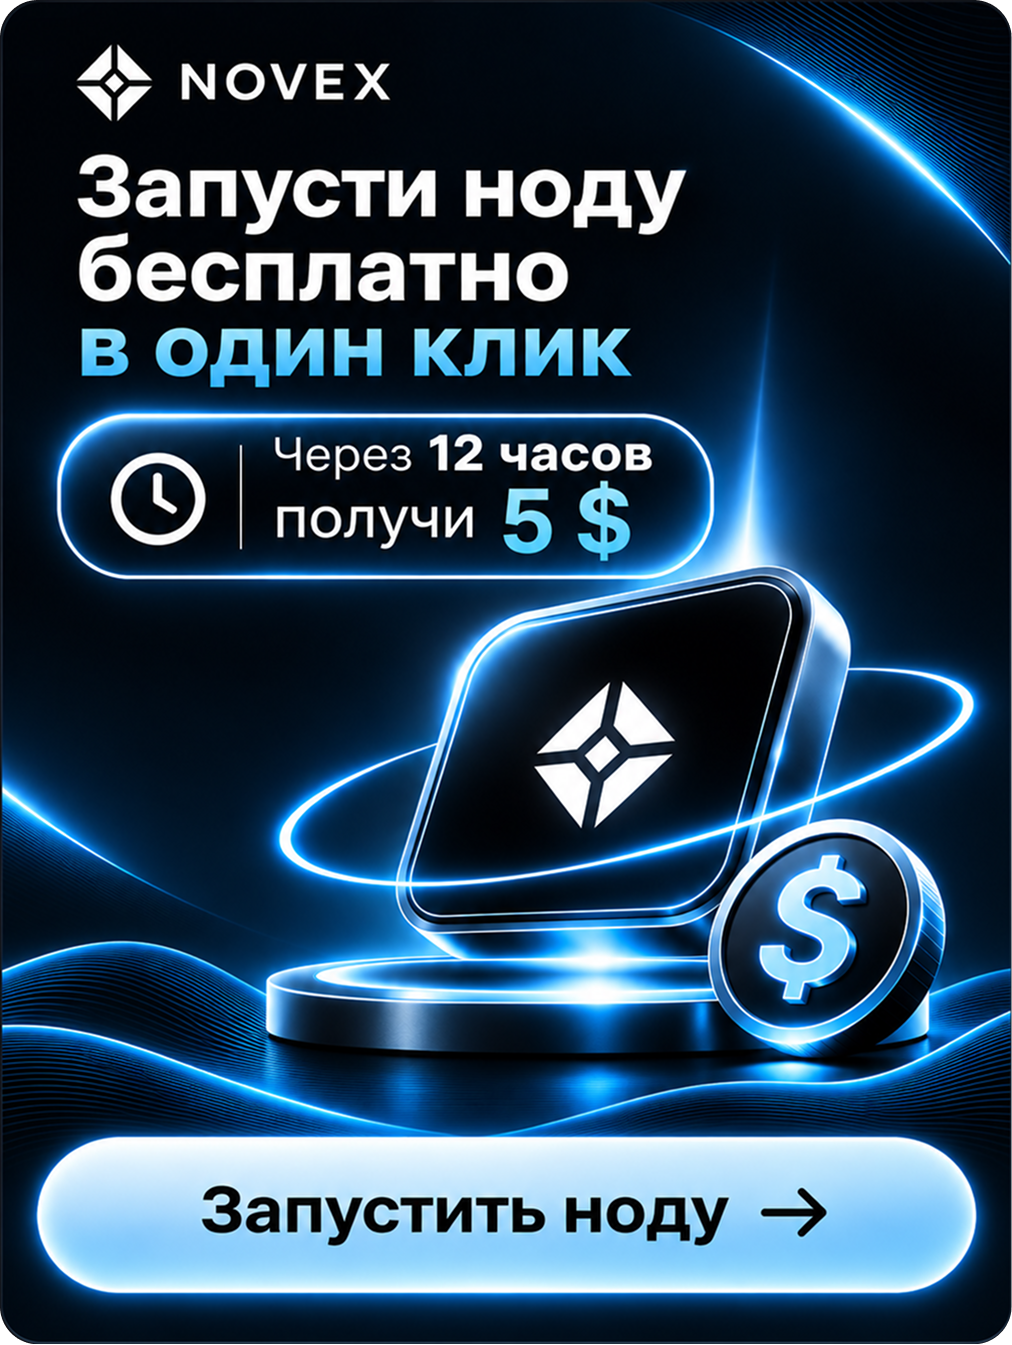 NOVEX
Запусти ноду
бесплатно
в один клик
Через 12 часов
получи 5 $
$
Запустить ноду →